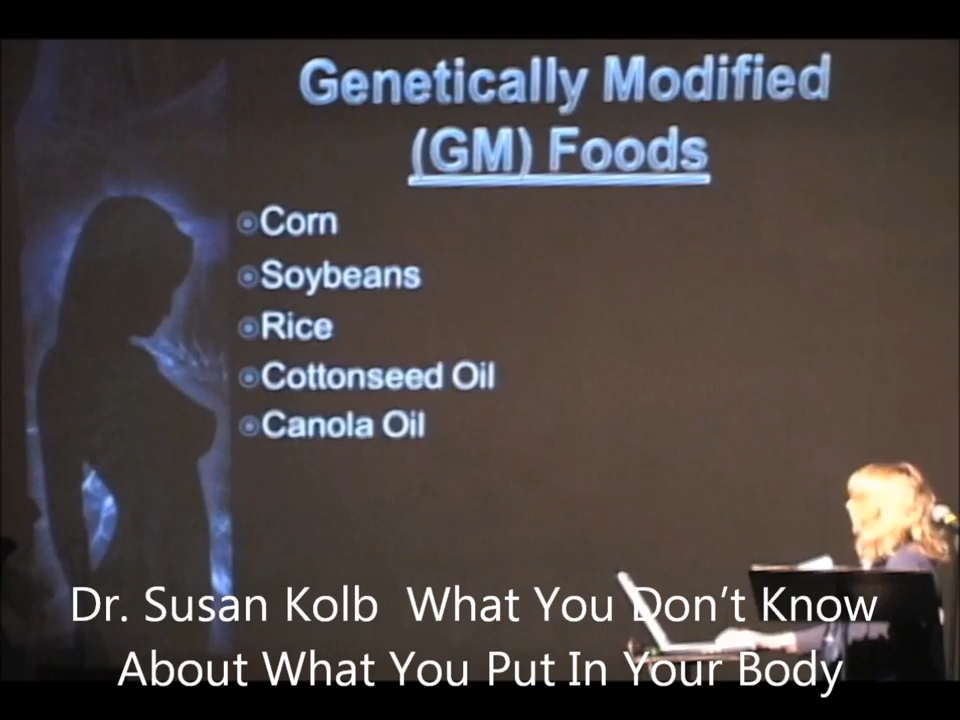 Genetically Modified
(GM) Foods
Corn
Soybeans
Rice
Cottonseed Oil
Canola Oil
Dr. Susan Kolb  What You Don't Know
About What You Put In Your Body